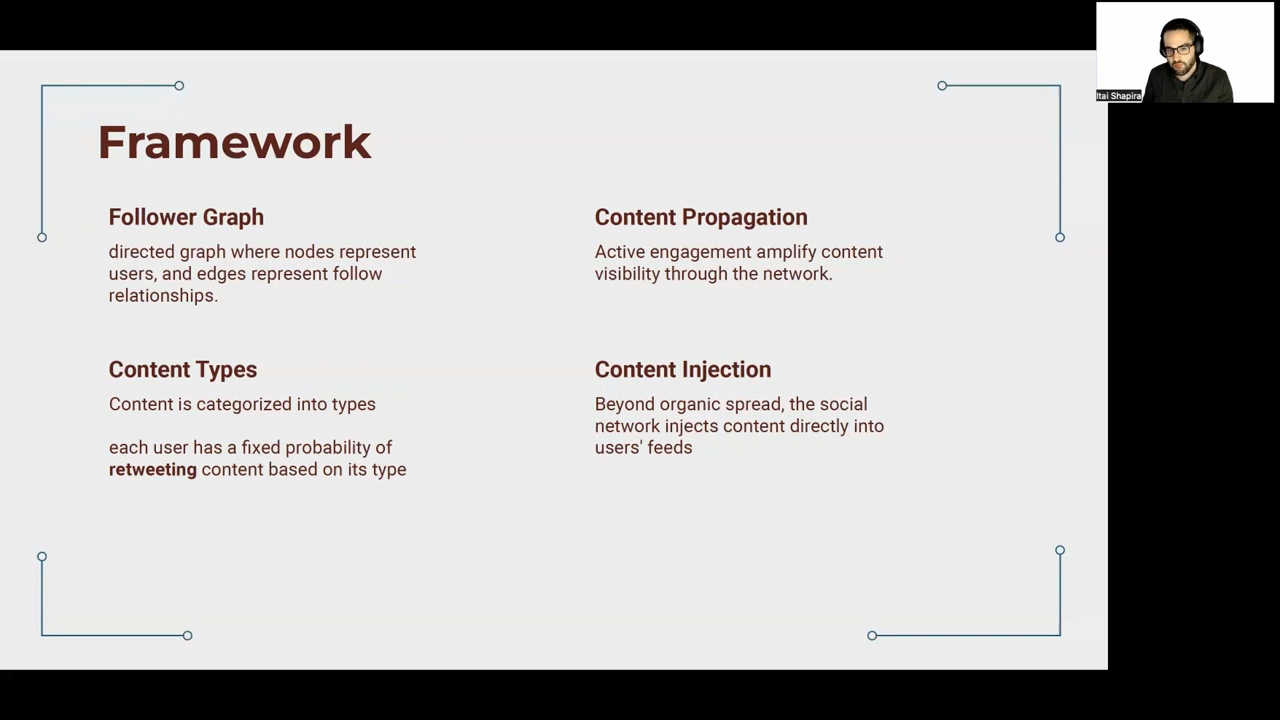 Framework
Follower Graph
directed graph where nodes represent
users, and edges represent follow
relationships.
Content Types
Content is categorized into types
each user has a fixed probability of
retweeting content based on its type
Content Propagation
Active engagement amplify content
visibility through the network.
Content Injection
Beyond organic spread, the social
network injects content directly into
users' feeds
Itai Shapira